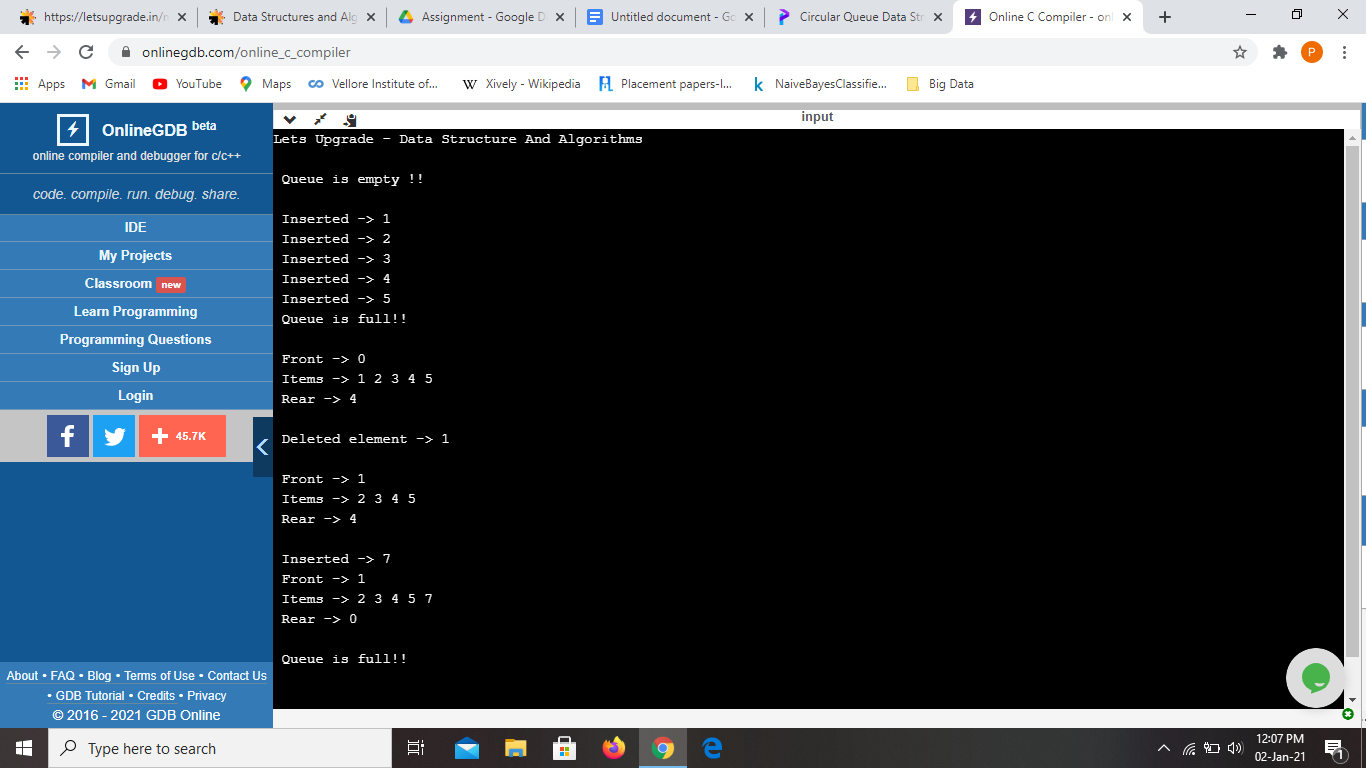 https://letsupgrade.in/
Data Structures and Alg
Assignment - Google D
Untitled document - Go
Circular Queue Data Str
Online C Compiler - onl
onlinegdb.com/online_c_compiler
P
Apps
Gmail
YouTube
Maps
Vellore Institute of...
W Xively - Wikipedia
Placement papers-I...
k NaiveBayesClassifie...
Big Data
OnlineGDB beta
online compiler and debugger for c/c++
code. compile. run. debug. share.
IDE
My Projects
Classroom new
Learn Programming
Programming Questions
Sign Up
Login
f
+ 45.7K
About • FAQ • Blog • Terms of Use • Contact Us
• GDB Tutorial • Credits • Privacy
© 2016 - 2021 GDB Online
input
Lets Upgrade - Data Structure And Algorithms
Queue is empty !!
Inserted -> 1
Inserted -> 2
Inserted -> 3
Inserted -> 4
Inserted -> 5
Queue is full!!
Front -> 0
Items -> 1 2 3 4 5
Rear -> 4
Deleted element -> 1
Front -> 1
Items -> 2 3 4 5
Rear -> 4
Inserted -> 7
Front -> 1
Items -> 2 3 4 5 7
Rear -> 0
Queue is full!!
Type here to search
12:07 PM
02-Jan-21
1